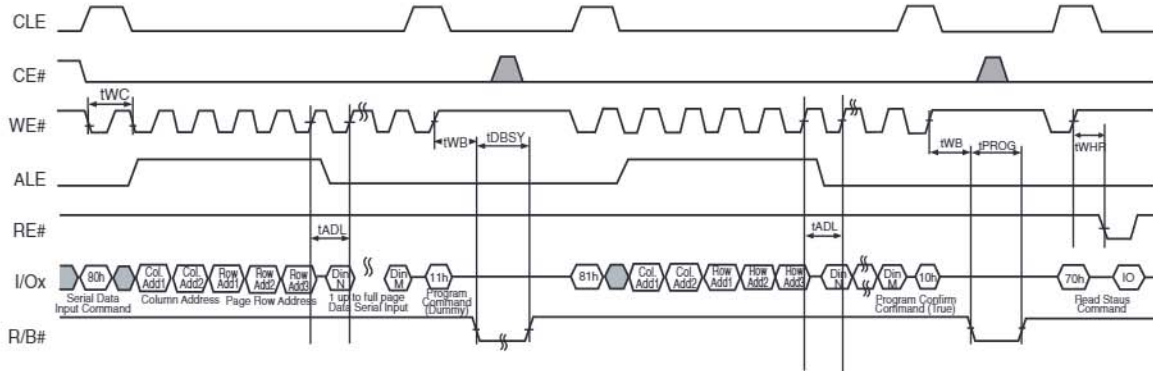 CLE
CE#
tWC
WE#
tWB tDBSY tWB tPROG tWHR
ALE
RE#
tADL tADL
I/Ox 80h Col. Add1 Col. Add2 Row Add1 Row Add2 Row Add3 Din N Din M 11h 81h Col. Add1 Col. Add2 Row Add1 Row Add2 Row Add3 Din N Din M 10h 70h IO
Serial Data Input Command Column Address Page Row Address 1 up to full page Data Serial Input Program Command (Dummy) Program Confirm Command (True) Read Staus Command
R/B#